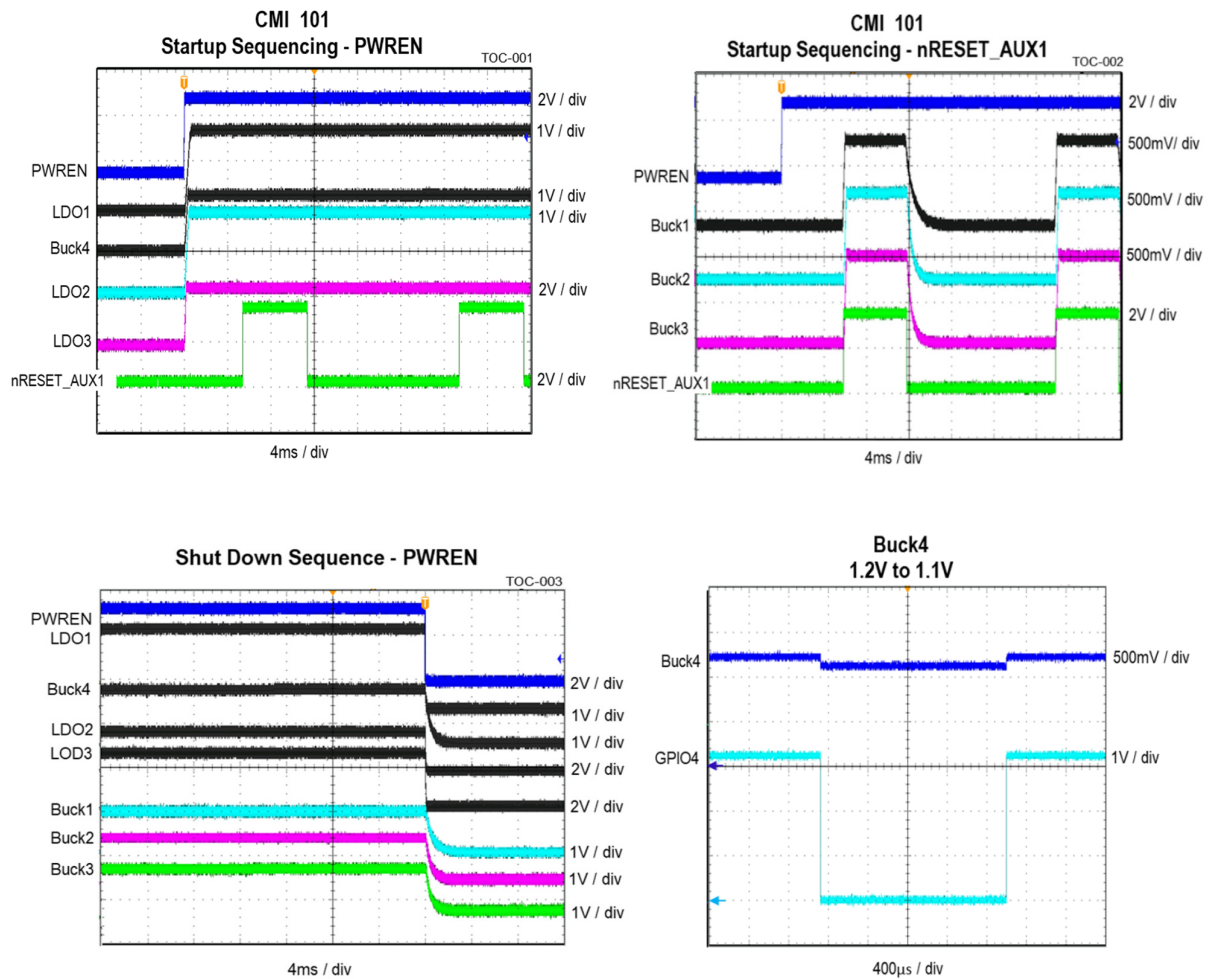 CMI 101
Startup Sequencing - PWREN
TOC-001
2V / div
1V / div
PWREN
1V / div
LDO1
1V / div
Buck4
LDO2
2V / div
LDO3
nRESET_AUX1
2V / div
4ms / div
CMI 101
Startup Sequencing - nRESET_AUX1
TOC-002
2V / div
500mV/ div
PWREN
500mV / div
Buck1
500mV / div
Buck2
2V / div
Buck3
nRESET_AUX1
4ms / div
Shut Down Sequence - PWREN
TOC-003
PWREN
LDO1
Buck4
2V / div
1V / div
LDO2
1V / div
LOD3
2V / div
Buck1
2V / div
Buck2
1V / div
Buck3
1V / div
1V / div
4ms / div
Buck4
1.2V to 1.1V
Buck4
500mV / div
GPIO4
1V / div
400µs / div